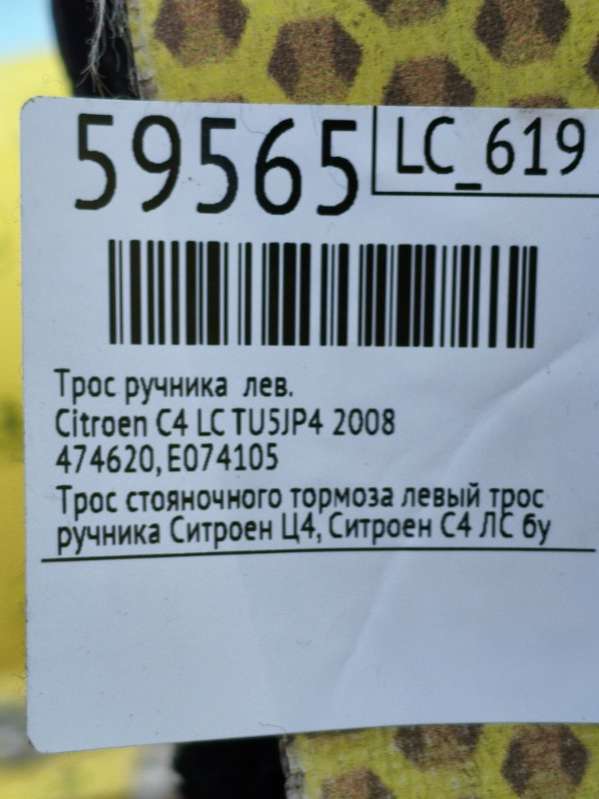 59565
LC_619
Трос ручника лев.
Citroen C4 LC TU5JP4 2008
474620,E074105
Трос стояночного тормоза левый трос
ручника Ситроен Ц4, Ситроен С4 ЛС бу